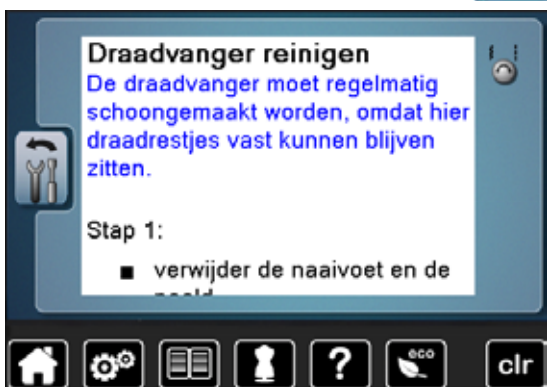 Draadvanger reinigen
De draadvanger moet regelmatig
schoongemaakt worden, omdat hier
draadrestjes vast kunnen blijven
zitten.
Stap 1:
■ verwijder de naaivoet en de
?
eco
clr